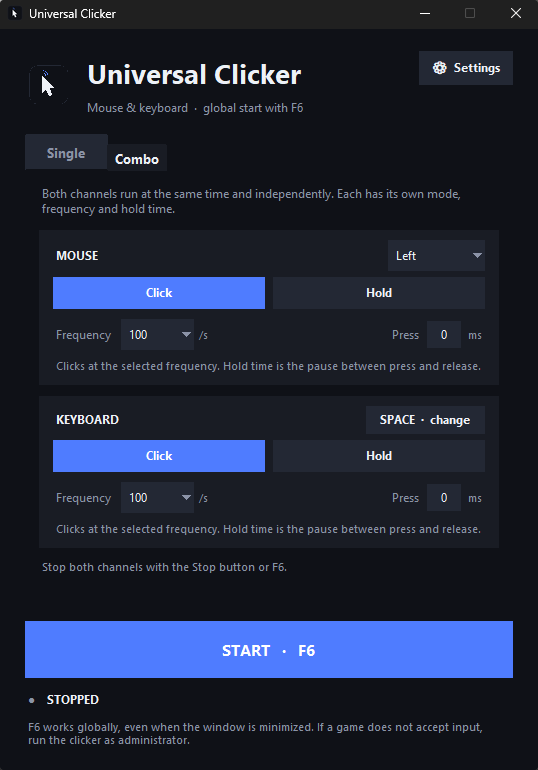 Universal Clicker
Universal Clicker
Settings
Mouse & keyboard · global start with F6
Single
Combo
Both channels run at the same time and independently. Each has its own mode,
frequency and hold time.
MOUSE
Left
Click
Hold
Frequency 100 /s
Press 0 ms
Clicks at the selected frequency. Hold time is the pause between press and release.
KEYBOARD
SPACE · change
Click
Hold
Frequency 100 /s
Press 0 ms
Clicks at the selected frequency. Hold time is the pause between press and release.
Stop both channels with the Stop button or F6.
START · F6
● STOPPED
F6 works globally, even when the window is minimized. If a game does not accept input,
run the clicker as administrator.